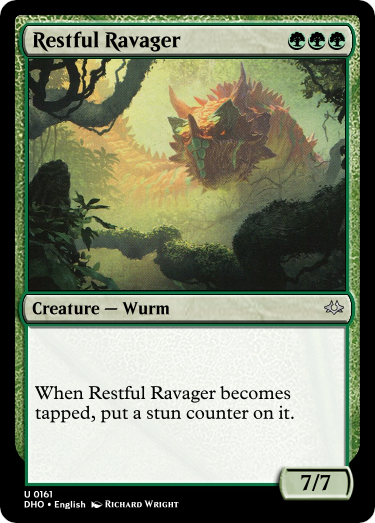 Restful Ravager
Creature — Wurm
When Restful Ravager becomes
tapped, put a stun counter on it.
7/7
U 0161
DHO • English Richard Wright